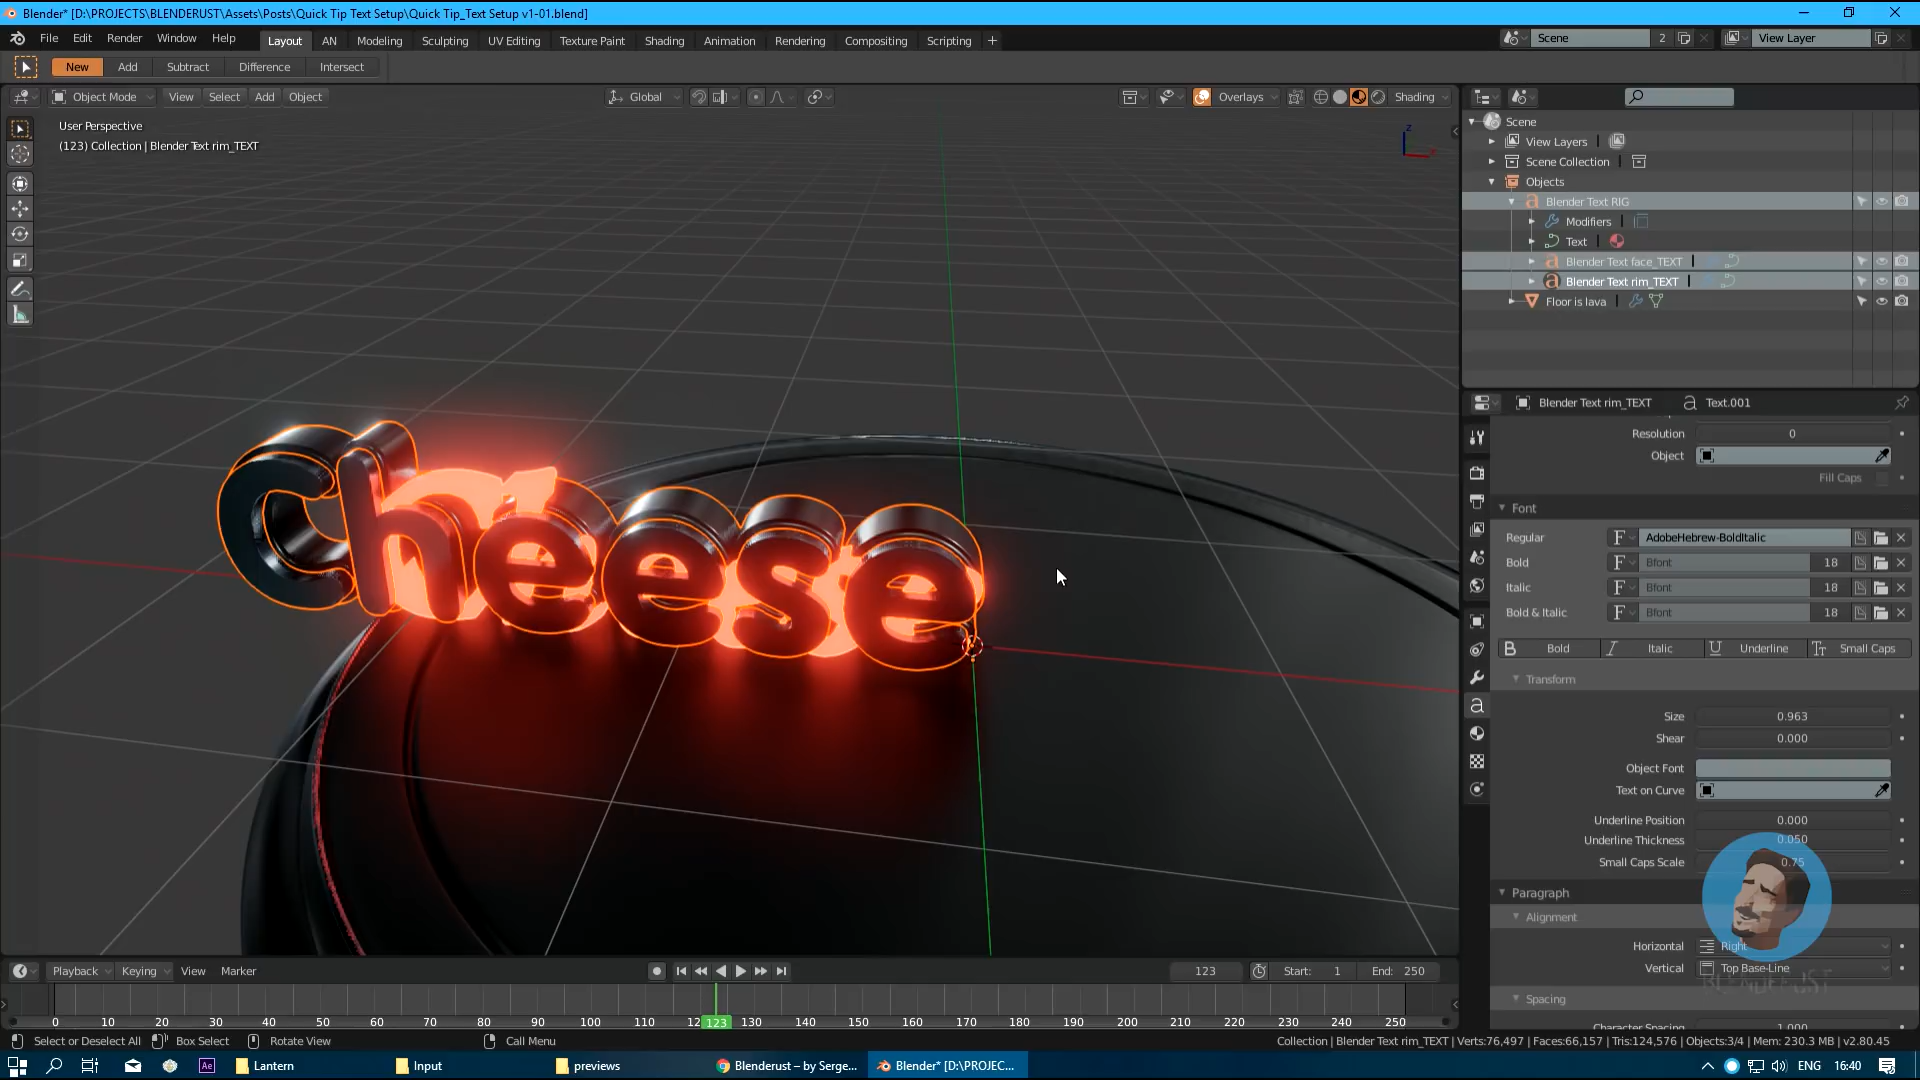 Blender* [D:\PROJECTS\BLENDERUST\Assets\Posts\Quick Tip Text Setup\Quick Tip_Text Setup v1-01.blend]
File Edit Render Window Help
Layout AN Modeling Sculpting UV Editing Texture Paint Shading Animation Rendering Compositing Scripting +
Scene 2 View Layer
New Add Subtract Difference Intersect
Object Mode View Select Add Object Global Overlays Shading
User Perspective
(123) Collection | Blender Text rim_TEXT
Scene
View Layers
Scene Collection
Objects
Blender Text RIG
Modifiers
Text
Blender Text face_TEXT
Blender Text rim_TEXT
Floor is lava
Cheese
Blender Text rim_TEXT Text.001
Resolution 0
Object
Fill Caps
Font
Regular F AdobeHebrew-BoldItalic
Bold F Bfont 18
Italic F Bfont 18
Bold & Italic F Bfont 18
B Bold I Italic U Underline Tт Small Caps
Transform
Size 0.963
Shear 0.000
Object Font
Text on Curve
Underline Position 0.000
Underline Thickness 0.050
Small Caps Scale 0.75
Paragraph
Alignment
Horizontal Right
Vertical Top Base-Line
Spacing
Character Spacing 1.000
Playback Keying View Marker
123 Start: 1 End: 250
0 10 20 30 40 50 60 70 80 90 100 110 12 123 130 140 150 160 170 180 190 200 210 220 230 240 250
Select or Deselect All Box Select Rotate View Call Menu
Collection | Blender Text rim_TEXT | Verts:76,497 | Faces:66,157 | Tris:124,576 | Objects:3/4 | Mem: 230.3 MB | v2.80.45
Ae Lantern Input previews Blenderust – by Serge... Blender* [D:\PROJEC... ENG 16:40